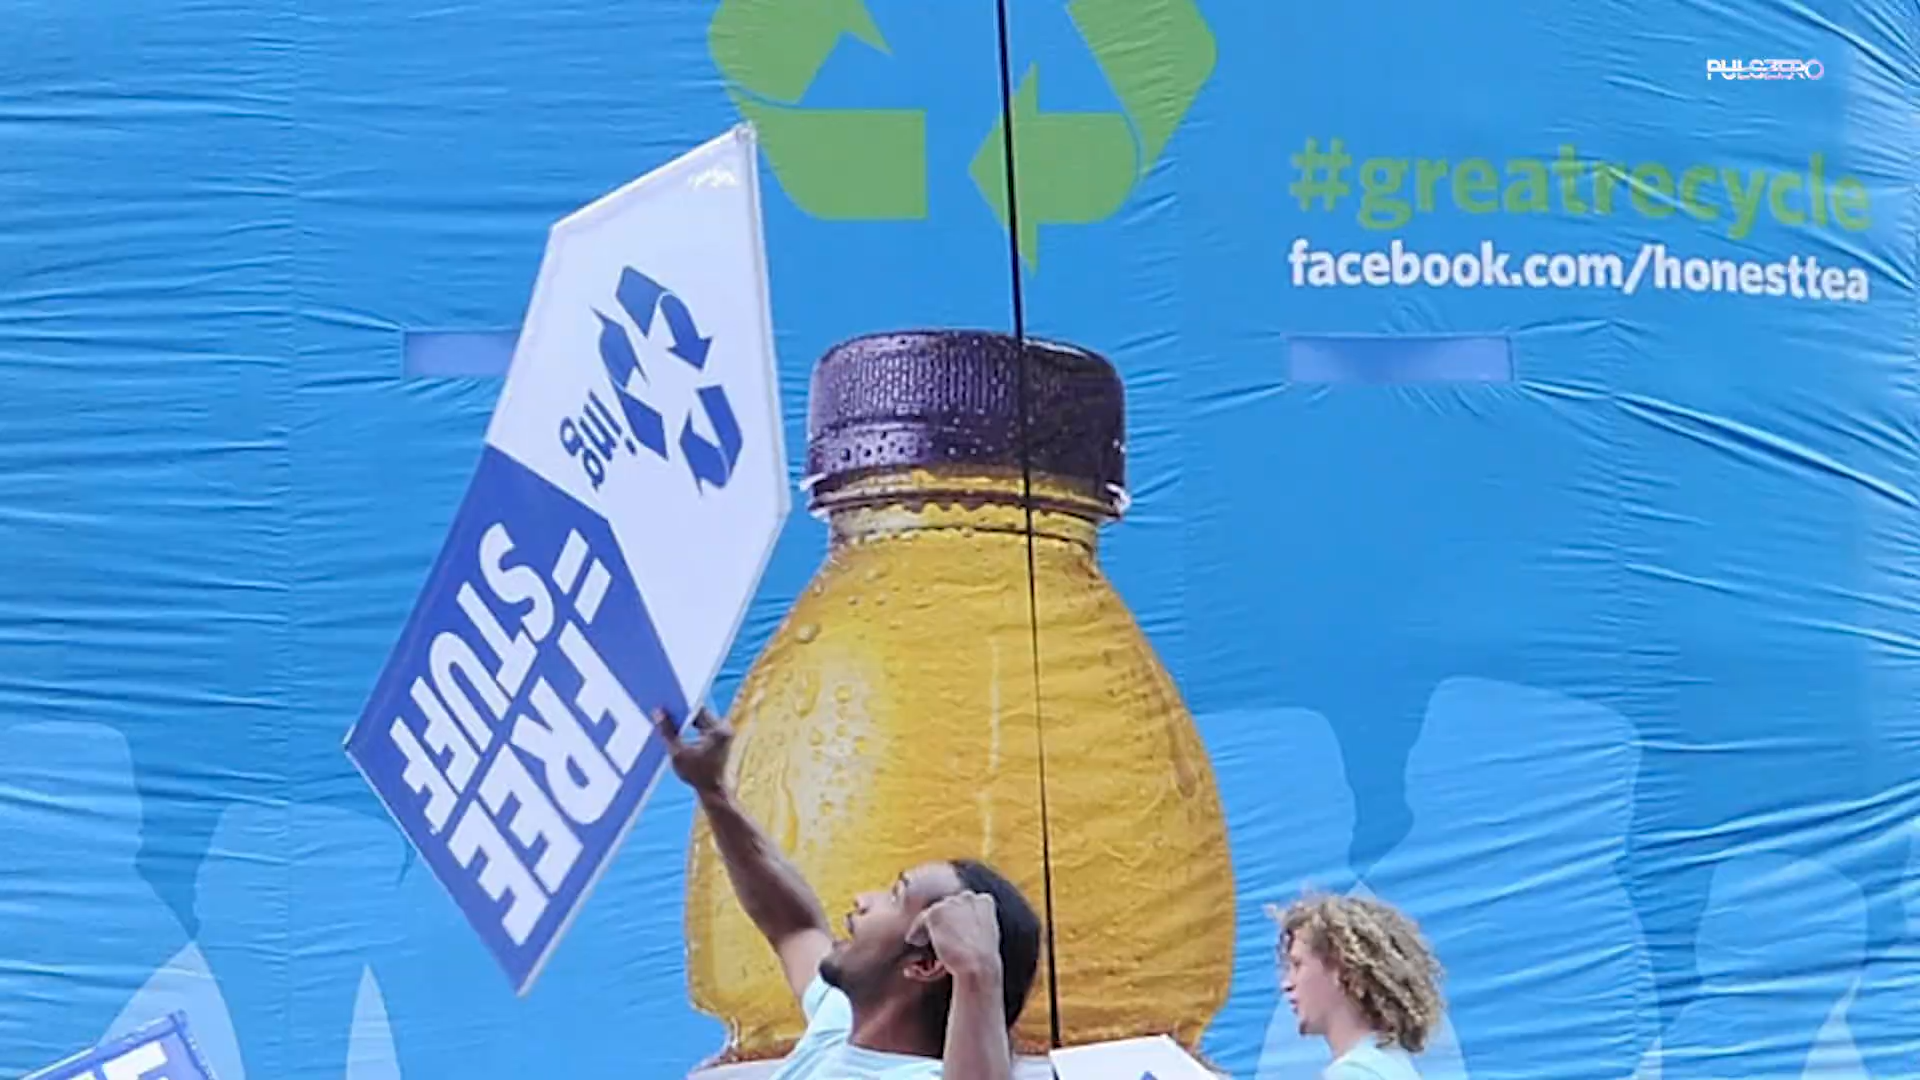 PULSZERO
#greatrecycle
facebook.com/honesttea
ing
= FREE
STUFF